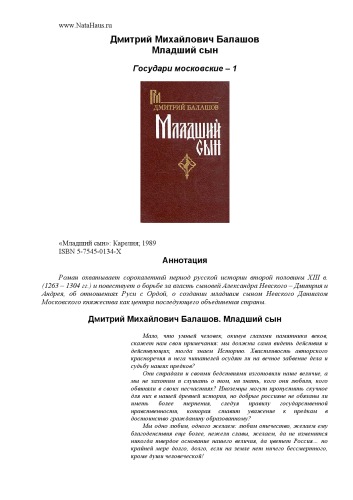 www.NataHaus.ru
Дмитрий Михайлович Балашов
Младший сын
Государи московские – 1
ДМИТРИЙ БАЛАШОВ
МЛАДШИЙ
СЫН
«Младший сын»: Карелия; 1989
ISBN 5-7545-0134-X
Аннотация
Роман охватывает сорокалетний период русской истории второй половины XIII в.
(1263 – 1304 гг.) и повествует о борьбе за власть сыновей Александра Невского – Дмитрия и
Андрея, об отношениях Руси с Ордой, о создании младшим сыном Невского Даниилом
Московского княжества как центра последующего объединения страны.
Дмитрий Михайлович Балашов. Младший сын
Мало, что умный человек, окинув глазами памятники веков,
скажет нам свои примечания: мы должны сами видеть действия и
действующих, тогда знаем Историю. Хвастливость авторского
красноречия и нега читателей осудят ли на вечное забвение дела и
судьбу наших предков?
Они страдали и своими бедствиями изготовили наше величие, а
мы не захотим и слушать о том, ни знать, кого они любили, кого
обвиняли в своих несчастиях? Иноземцы могут пропустить скучное
для них в нашей древней истории, но добрые россияне не обязаны ли
иметь более терпения, следуя правилу государственной
нравственности, которая ставит уважение к предкам в
достоинство гражданину образованному?
Мы одно любим, одного желаем: любим отечество, желаем ему
благоденствия еще более, нежели славы, желаем, да не изменится
никогда твердое основание нашего величия, да цветет Россия... по
крайней мере долго, долго, если на земле нет ничего бессмертного,
кроме души человеческой!